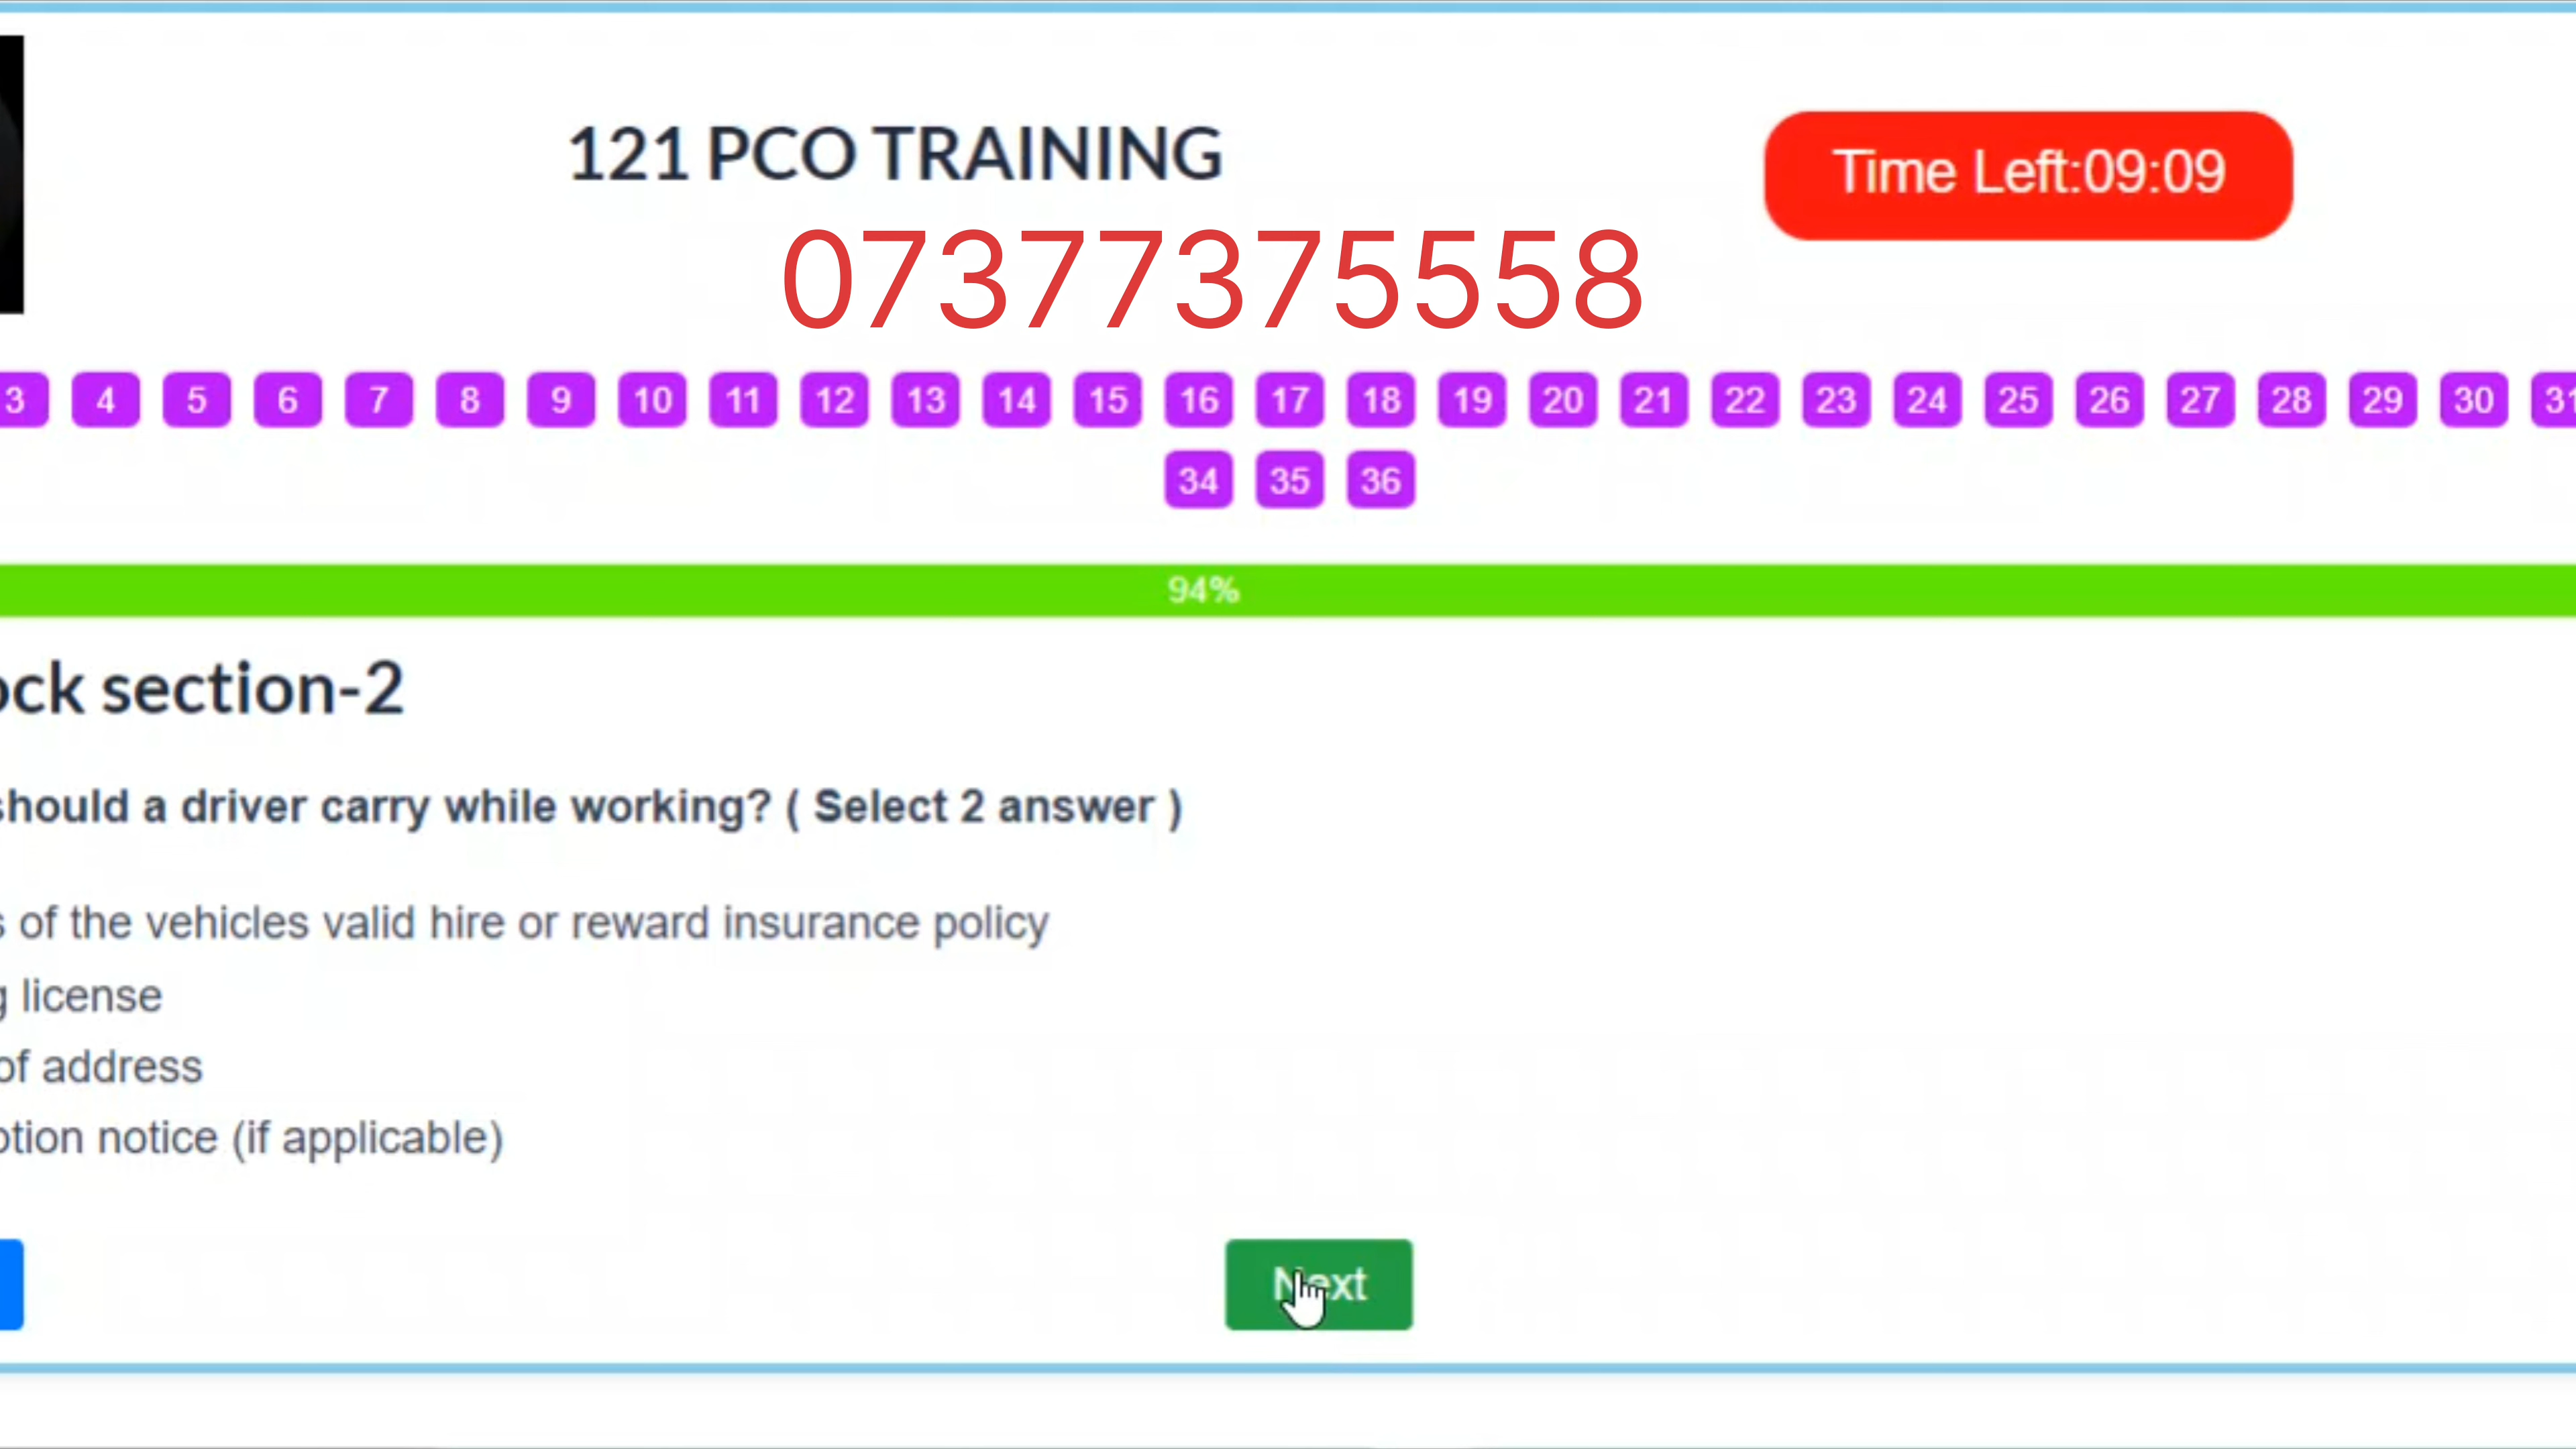 121 PCO TRAINING
Time Left:09:09
07377375558
3 4 5 6 7 8 9 10 11 12 13 14 15 16 17 18 19 20 21 22 23 24 25 26 27 28 29 30 31
34 35 36
94%
ock section-2
should a driver carry while working? ( Select 2 answer )
s of the vehicles valid hire or reward insurance policy
g license
of address
otion notice (if applicable)
Next